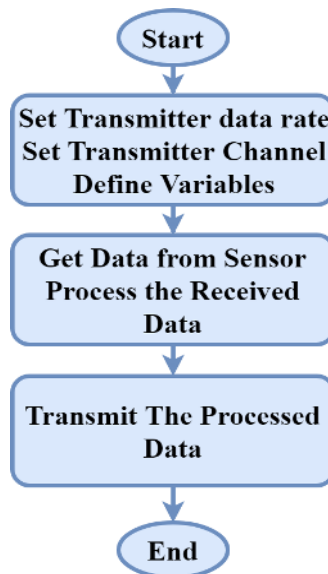 Start
Set Transmitter data rate
Set Transmitter Channel
Define Variables
Get Data from Sensor
Process the Received
Data
Transmit The Processed
Data
End